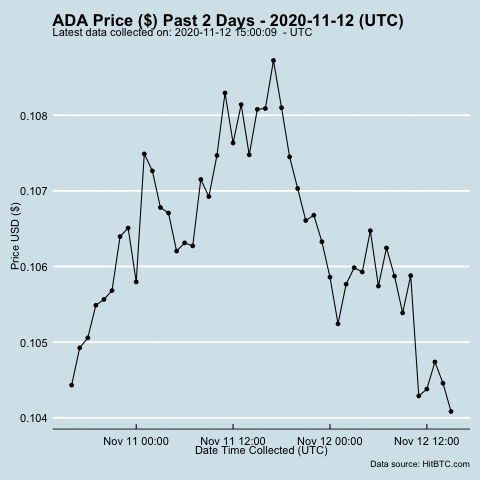 ADA Price ($) Past 2 Days - 2020-11-12 (UTC)
Latest data collected on: 2020-11-12 15:00:09  - UTC
0.108
0.107
0.106
0.105
0.104
Price USD ($)
Nov 11 00:00 Nov 11 12:00 Nov 12 00:00 Nov 12 12:00
Date Time Collected (UTC)
Data source: HitBTC.com